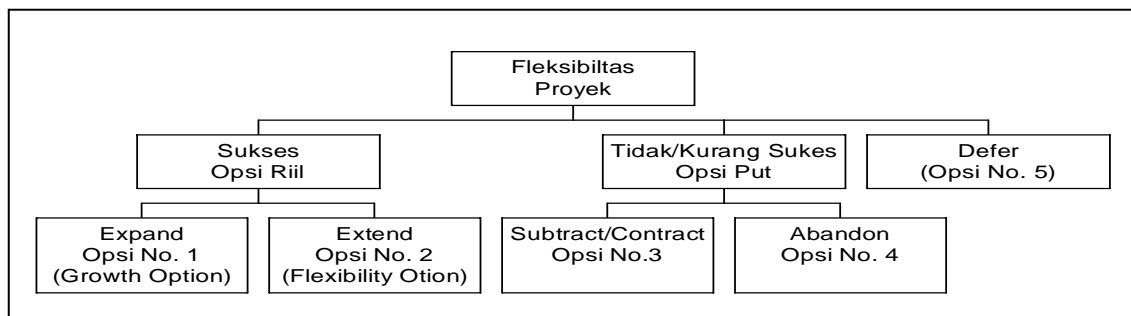 Fleksibiltas
Proyek
Sukses
Opsi Riil
Tidak/Kurang Sukes
Opsi Put
Defer
(Opsi No. 5)
Expand
Opsi No. 1
(Growth Option)
Extend
Opsi No. 2
(Flexibility Otion)
Subtract/Contract
Opsi No.3
Abandon
Opsi No. 4